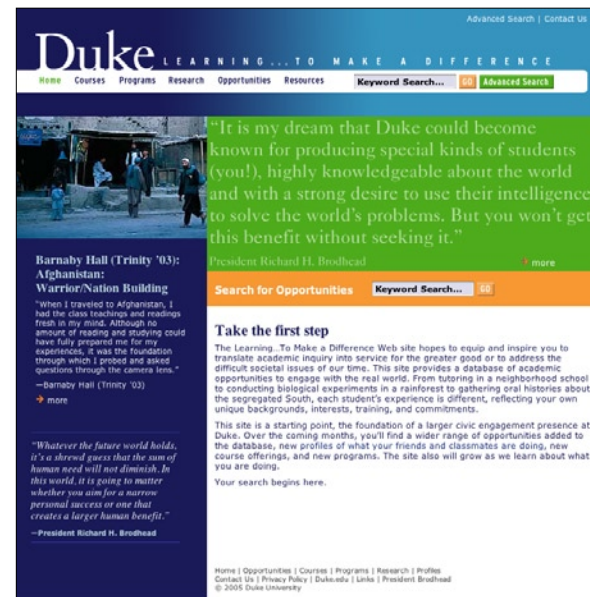 Advanced Search | Contact Us
Duke LEARNING...TO MAKE A DIFFERENCE
Home Courses Programs Research Opportunities Resources Keyword Search... GO Advanced Search
"It is my dream that Duke could become
known for producing special kinds of students
(you!), highly knowledgeable about the world
and with a strong desire to use their intelligence
to solve the world's problems. But you won't get
this benefit without seeking it."
President Richard H. Brodhead
more
Search for Opportunities Keyword Search... GO
Barnaby Hall (Trinity '03):
Afghanistan:
Warrior/Nation Building
"When I traveled to Afghanistan, I
had the class teachings and readings
fresh in my mind. Although no
amount of reading and studying could
have fully prepared me for my
experiences, it was the foundation
through which I probed and asked
questions through the camera lens."
—Barnaby Hall (Trinity '03)
more
"Whatever the future world holds,
it's a shrewd guess that the sum of
human need will not diminish. In
this world, it is going to matter
whether you aim for a narrow
personal success or one that
creates a larger human benefit."
—President Richard H. Brodhead
Take the first step
The Learning...To Make a Difference Web site hopes to equip and inspire you to
translate academic inquiry into service for the greater good or to address the
difficult societal issues of our time. This site provides a database of academic
opportunities to engage with the real world. From tutoring in a neighborhood school
to conducting biological experiments in a rainforest to gathering oral histories about
the segregated South, each student's experience is different, reflecting your own
unique backgrounds, interests, training, and commitments.
This site is a starting point, the foundation of a larger civic engagement presence at
Duke. Over the coming months, you'll find a wider range of opportunities added to
the database, new profiles of what your friends and classmates are doing, new
course offerings, and new programs. The site also will grow as we learn about what
you are doing.
Your search begins here.
Home | Opportunities | Courses | Programs | Research | Profiles
Contact Us | Privacy Policy | Duke.edu | Links | President Brodhead
© 2005 Duke University